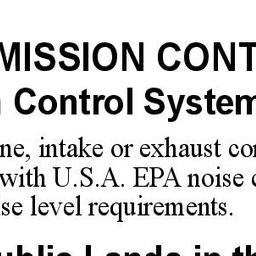 MISSION CONT
Control System
ne, intake or exhaust co
with U.S.A. EPA noise
se level requirements.
ublic Lands in th